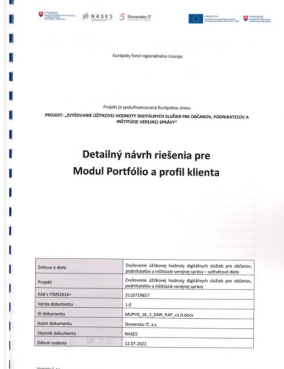 NASES
Slovensko IT
Európsky fond regionálneho rozvoja
Projekt je spolufinancovaný Európskou úniou
PROJEKT: „ZVYŠOVANIE ÚŽITKOVEJ HODNOTY DIGITÁLNYCH SLUŽIEB PRE OBČANOV, PODNIKATEĽOV A
INŠTITÚCIE VEREJNEJ SPRÁVY“
Detailný návrh riešenia pre
Modul Portfólio a profil klienta
Zmluva o dielo
Zvyšovanie úžitkovej hodnoty digitálnych služieb pre občanov,
podnikateľov a inštitúcie verejnej správy – softvérové dielo
Projekt
Zvyšovanie úžitkovej hodnoty digitálnych služieb pre občanov,
podnikateľov a inštitúcie verejnej správy
Kód v ITMS2014+
Verzia dokumentu
1.0
ID dokumentu
MUPVS_16_2_DNR_PAP_v1.0.docx
Autor dokumentu
Slovensko IT, a.s.
Vlastník dokumentu
NASES
Dátum vydania
12.07.2022